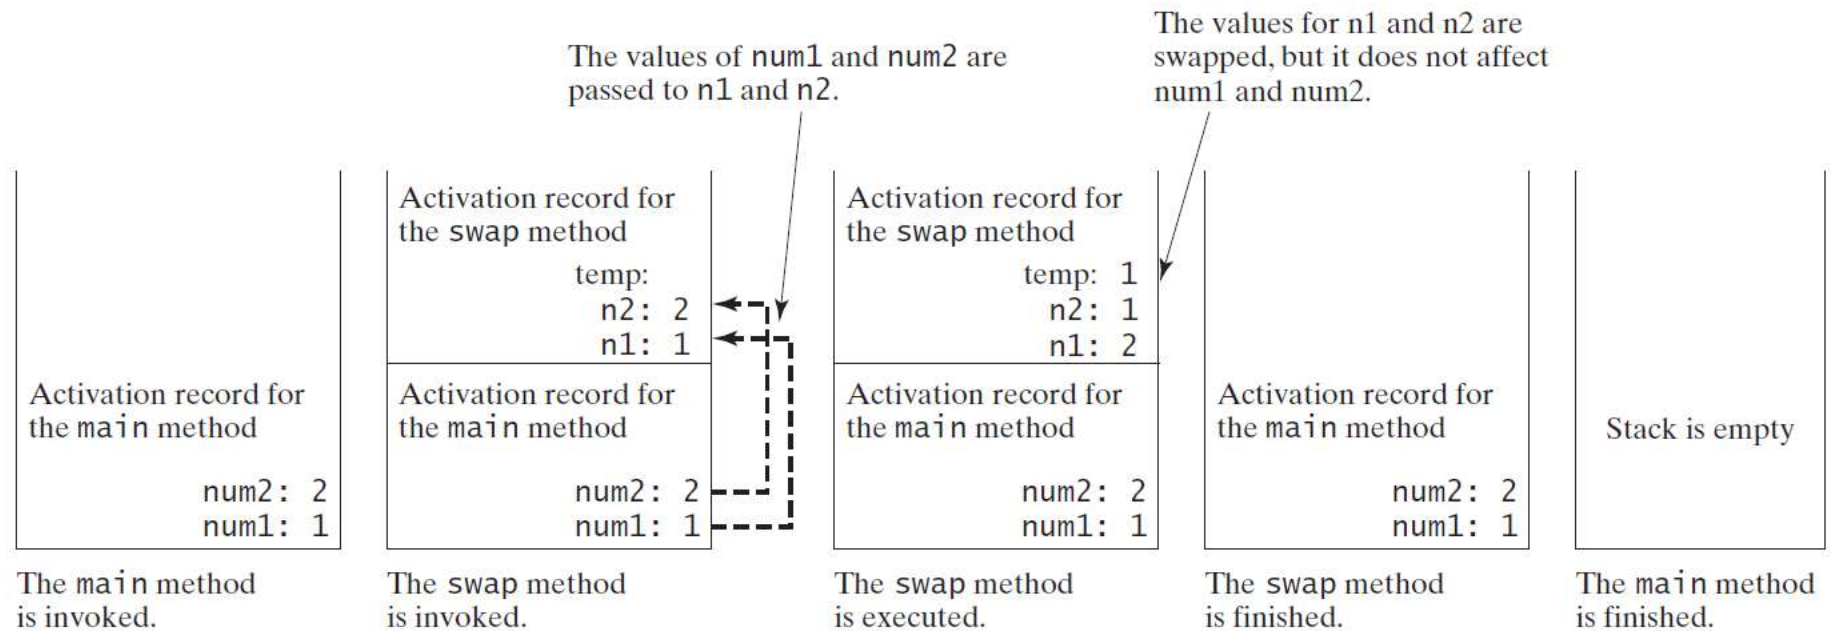 The values of num1 and num2 are
passed to n1 and n2.
The values for n1 and n2 are
swapped, but it does not affect
num1 and num2.
Activation record for
the main method
num2: 2
num1: 1
The main method
is invoked.
Activation record for
the swap method
temp:
n2: 2
n1: 1
Activation record for
the main method
num2: 2
num1: 1
The swap method
is invoked.
Activation record for
the swap method
temp: 1
n2: 1
n1: 2
Activation record for
the main method
num2: 2
num1: 1
The swap method
is executed.
Activation record for
the main method
num2: 2
num1: 1
The swap method
is finished.
Stack is empty
The main method
is finished.